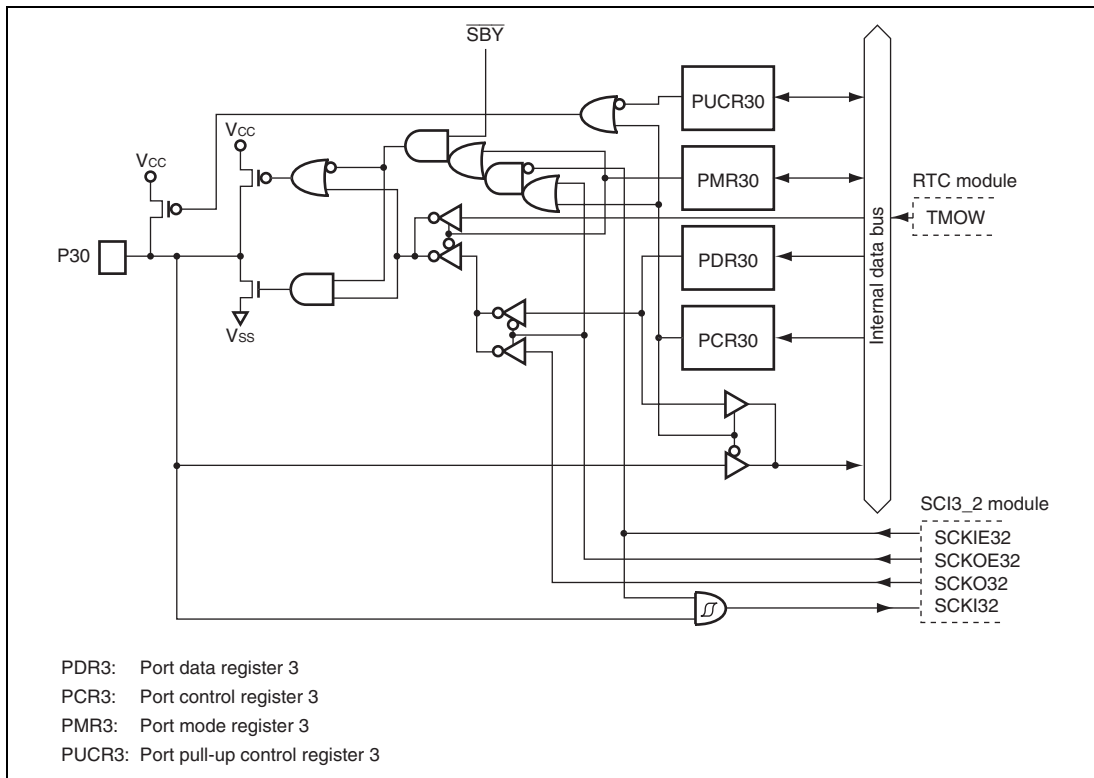 SBY
PUCR30
VCC
VCC
PMR30
RTC module
TMOW
P30
PDR30
Internal data bus
VSS
PCR30
SCI3_2 module
SCKIE32
SCKOE32
SCKO32
SCKI32
PDR3: Port data register 3
PCR3: Port control register 3
PMR3: Port mode register 3
PUCR3: Port pull-up control register 3